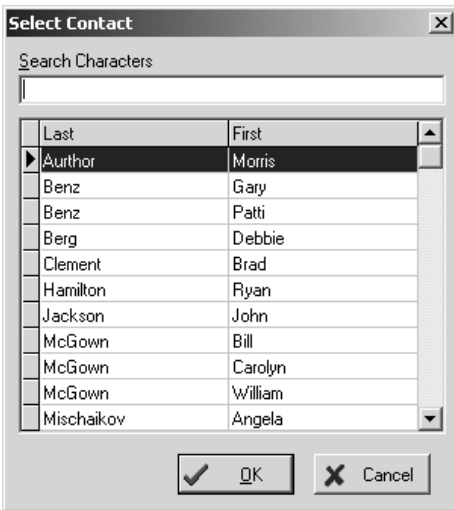 Select Contact
Search Characters
Last First
Aurthor Morris
Benz Gary
Benz Patti
Berg Debbie
Clement Brad
Hamilton Ryan
Jackson John
McGown Bill
McGown Carolyn
McGown William
Mischaikov Angela
OK Cancel